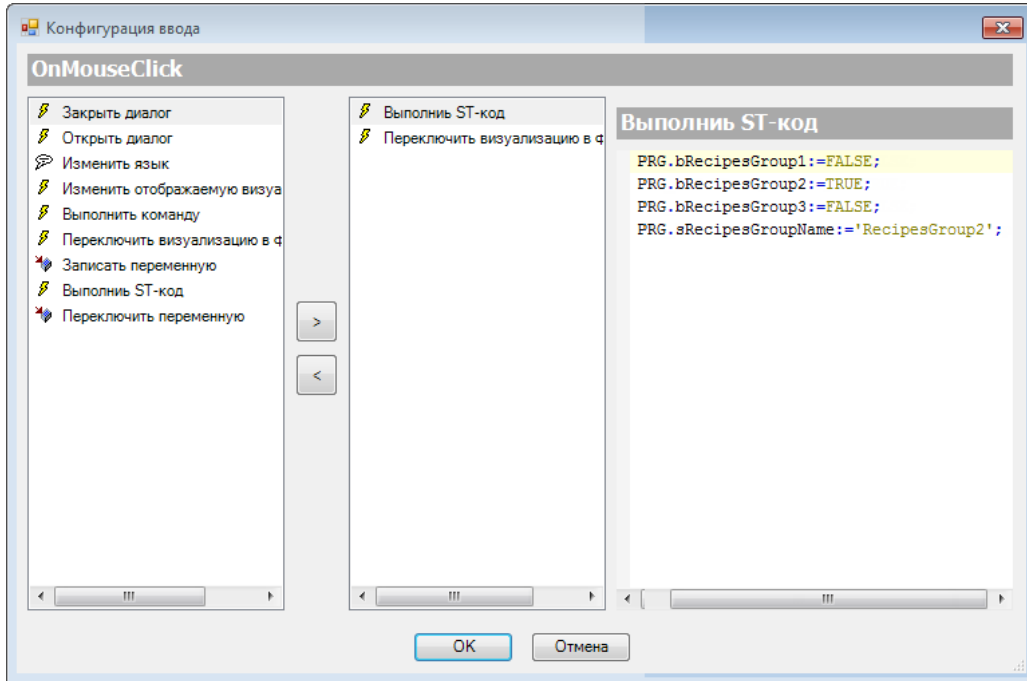 Конфигурация ввода
OnMouseClick
Закрыть диалог
Открыть диалог
Изменить язык
Изменить отображаемую визуа
Выполнить команду
Переключить визуализацию в ф
Записать переменную
Выполниь ST-код
Переключить переменную
>
<
Выполниь ST-код
Переключить визуализацию в ф
Выполниь ST-код
PRG.bRecipesGroup1:=FALSE;
PRG.bRecipesGroup2:=TRUE;
PRG.bRecipesGroup3:=FALSE;
PRG.sRecipesGroupName:='RecipesGroup2';
OK
Отмена